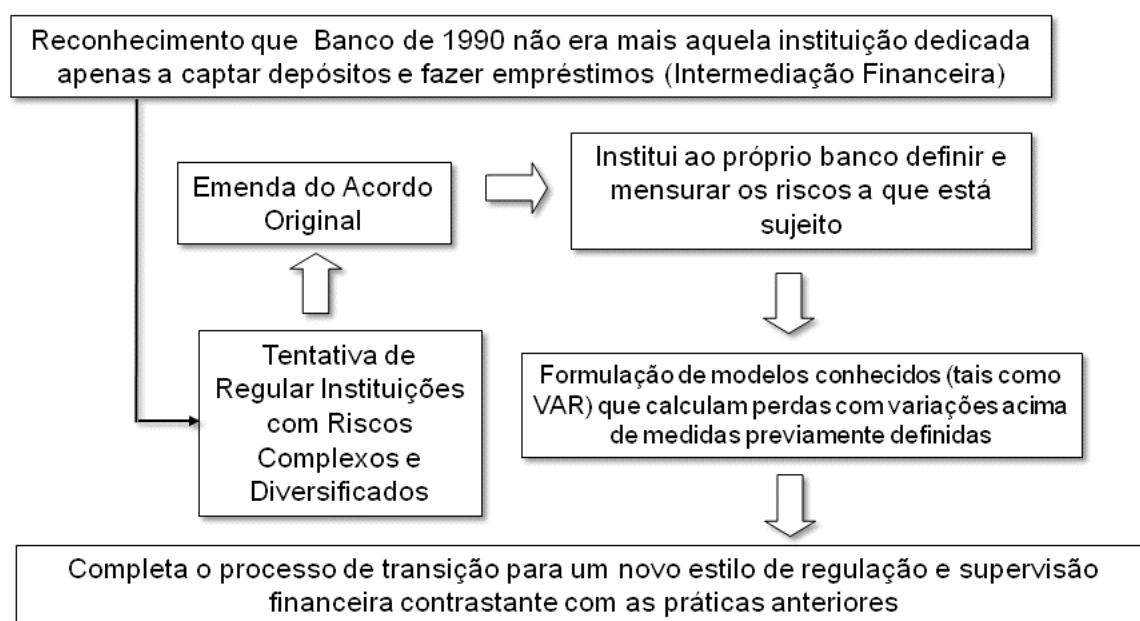 Reconhecimento que Banco de 1990 não era mais aquela instituição dedicada
apenas a captar depósitos e fazer empréstimos (Intermediação Financeira)
Tentativa de
Regular Instituições
com Riscos
Complexos e
Diversificados
Emenda do Acordo
Original
Institui ao próprio banco definir e
mensurar os riscos a que está
sujeito
Formulação de modelos conhecidos (tais como
VAR) que calculam perdas com variações acima
de medidas previamente definidas
Completa o processo de transição para um novo estilo de regulação e supervisão
financeira contrastante com as práticas anteriores